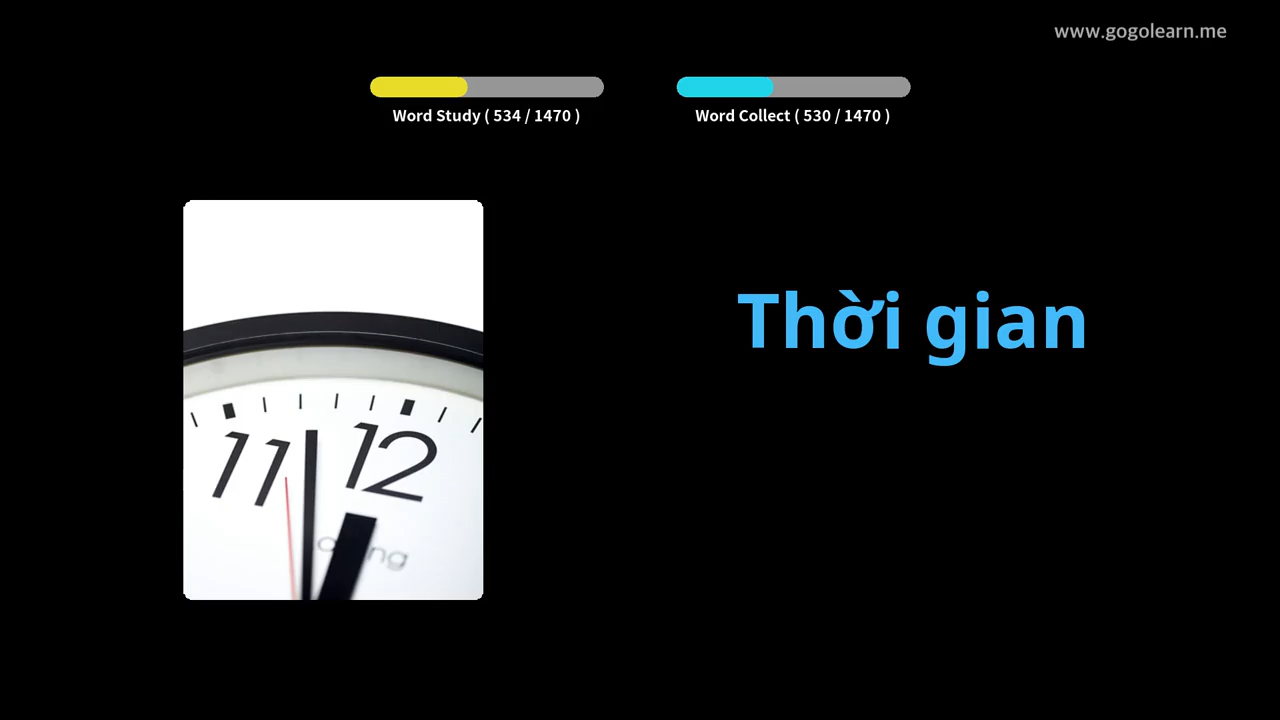 www.gogolearn.me
Word Study ( 534 / 1470 )
Word Collect ( 530 / 1470 )
Thời gian
11
12